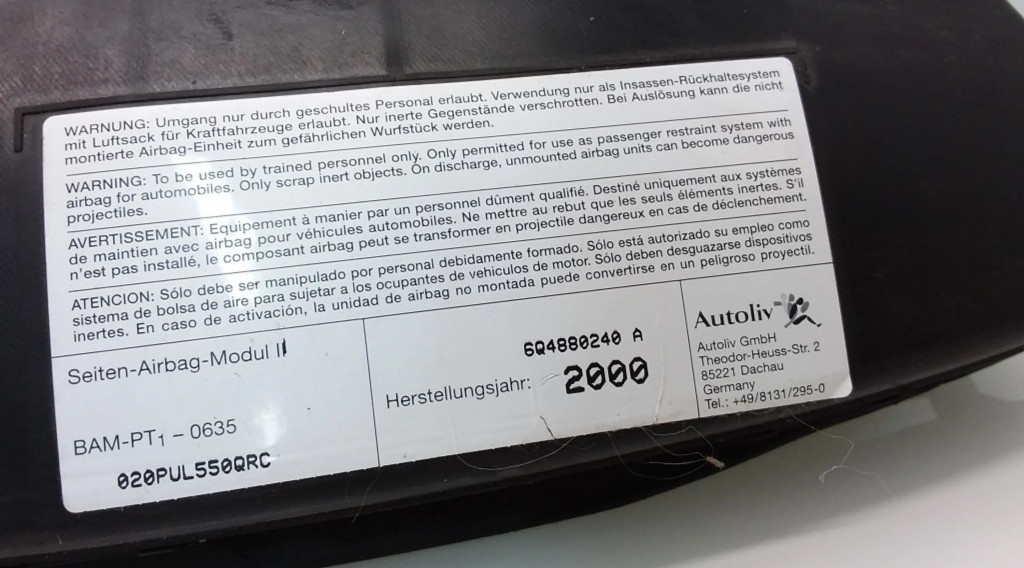 WARNUNG: Umgang nur durch geschultes Personal erlaubt. Verwendung nur als Insassen-Rückhaltesystem
mit Luftsack für Kraftfahrzeuge erlaubt. Nur inerte Gegenstände verschrotten. Bei Auslösung kann die nicht
montierte Airbag-Einheit zum gefährlichen Wurfstück werden.
WARNING: To be used by trained personnel only. Only permitted for use as passenger restraint system with
airbag for automobiles. Only scrap inert objects. On discharge, unmounted airbag units can become dangerous
projectiles.
AVERTISSEMENT: Equipement à manier par un personnel dûment qualifié. Destiné uniquement aux systèmes
de maintien avec airbag pour véhicules automobiles. Ne mettre au rebut que les seuls éléments inertes. S'il
n'est pas installé, le composant airbag peut se transformer en projectile dangereux en cas de déclenchement.
ATENCION: Sólo debe ser manipulado por personal debidamente formado. Sólo está autorizado su empleo como
sistema de bolsa de aire para sujetar a los ocupantes de vehiculos de motor. Sólo deben desguazarse dispositivos
inertes. En caso de activación, la unidad de airbag no montada puede convertirse en un peligroso proyectil.
Seiten-Airbag-Modul II
BAM-PT1 – 0635
020PUL550QRC
6Q4880240 A
Herstellungsjahr: 2000
Autoliv
Autoliv GmbH
Theodor-Heuss-Str. 2
85221 Dachau
Germany
Tel.: +49/8131/295-0